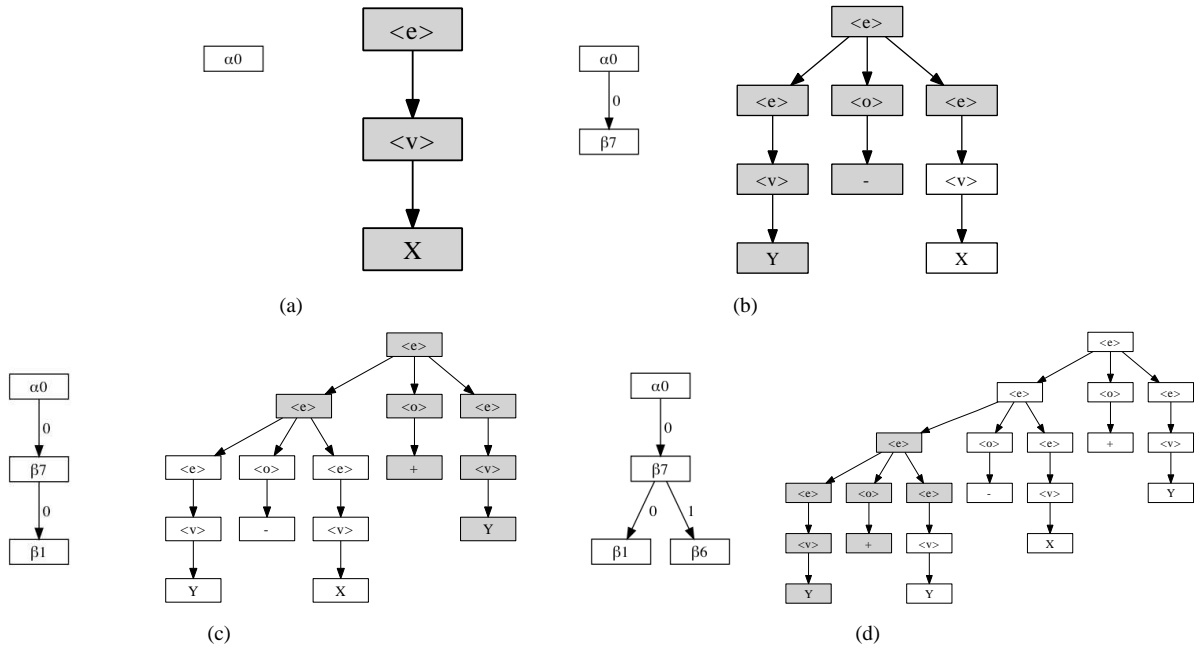 <e>
α0
<v>
X
(a)
<e>
α0
0
<e> <o> <e>
β7
<v> - <v>
Y X
(b)
<e>
α0
<e> <o> <e>
0
β7
<e> <o> <e> + <v>
0
<v> - <v> Y
β1
Y X
(c)
<e>
α0
<e> <o> <e>
0
<e> <o> <e> + <v>
β7
<e> <o> <e> - <v> Y
0 1
β1 β6
<v> + <v> X
Y Y
(d)